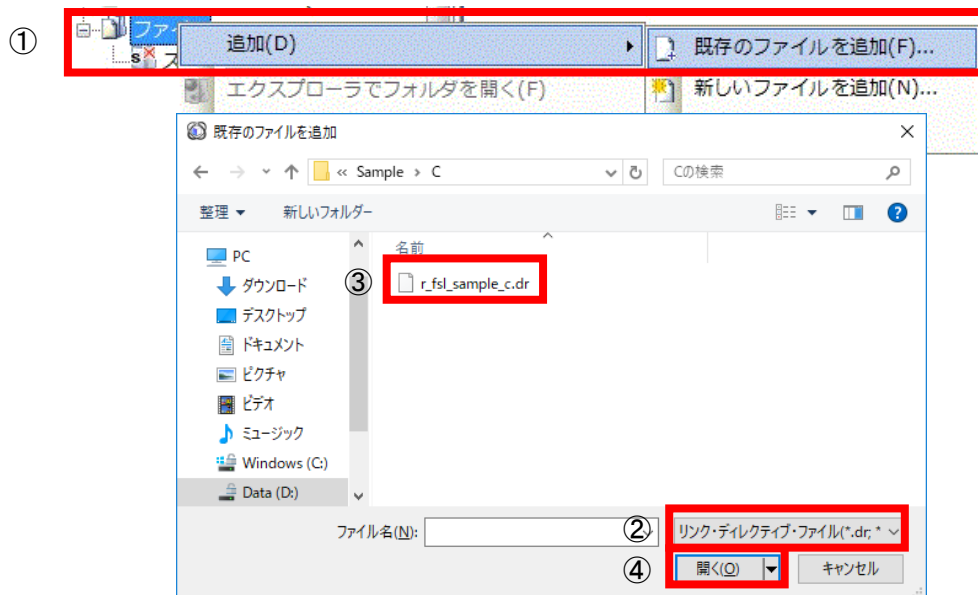 ①
ファイ
追加(D)
既存のファイルを追加(F)...
ス
エクスプローラでフォルダを開く(F)
新しいファイルを追加(N)...
既存のファイルを追加
« Sample › C
Cの検索
整理
新しいフォルダー
PC
名前
③
r_fsl_sample_c.dr
ダウンロード
デスクトップ
ドキュメント
ピクチャ
ビデオ
ミュージック
Windows (C:)
Data (D:)
ファイル名(N):
②
リンク・ディレクティブ・ファイル(*.dr; *
④
開く(O)
キャンセル